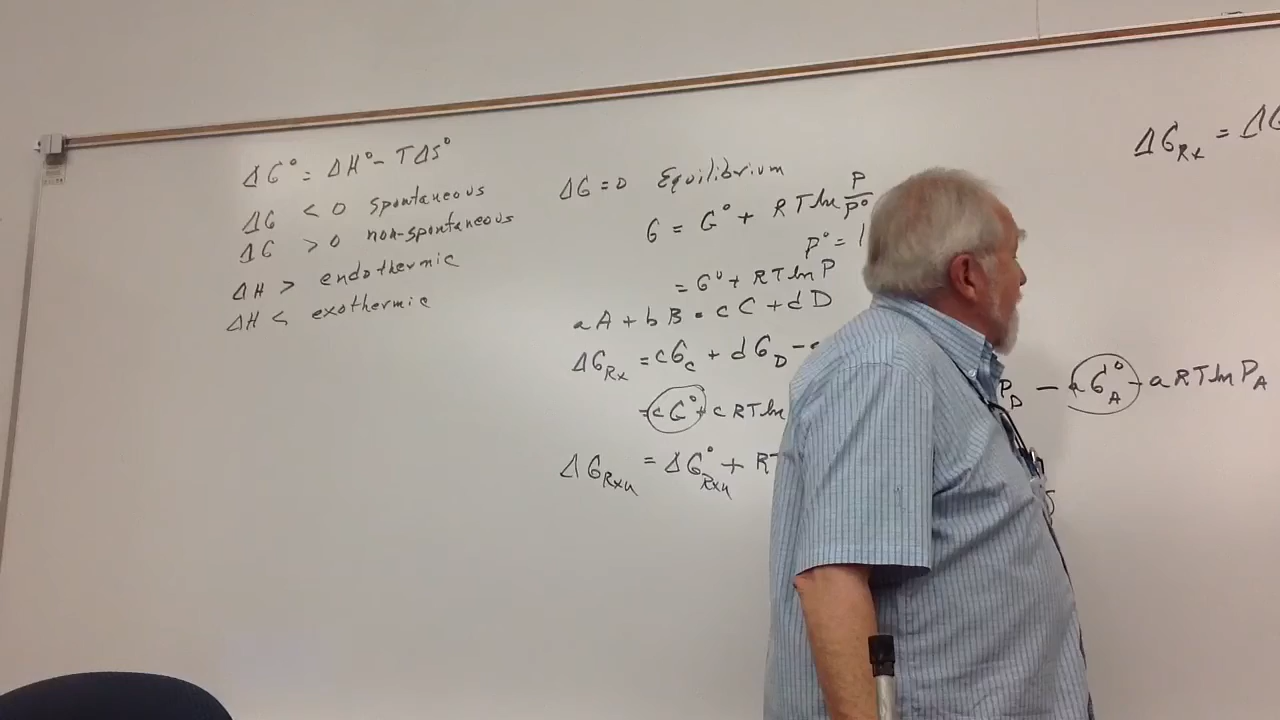 ΔG° = ΔH° - TΔS°
ΔG < 0 spontaneous
ΔG > 0 non-spontaneous
ΔH > endothermic
ΔH < exothermic
ΔG = 0 Equilibrium
G = G° + RT ln P/P°
P° = 1
= G° + RT ln P
aA + bB = cC + dD
ΔG_Rx = cG_C + dG_D -
= cG° + cRT ln P_D - aG°_A - aRT ln P_A
ΔG_Rxn = ΔG°_Rxn + RT
ΔG_Rx = ΔG